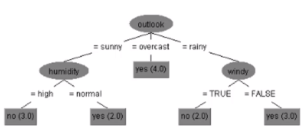 outlook
= sunny = overcast = rainy
humidity yes (4.0) windy
= high = normal = TRUE = FALSE
no (3.0) yes (2.0) no (2.0) yes (3.0)